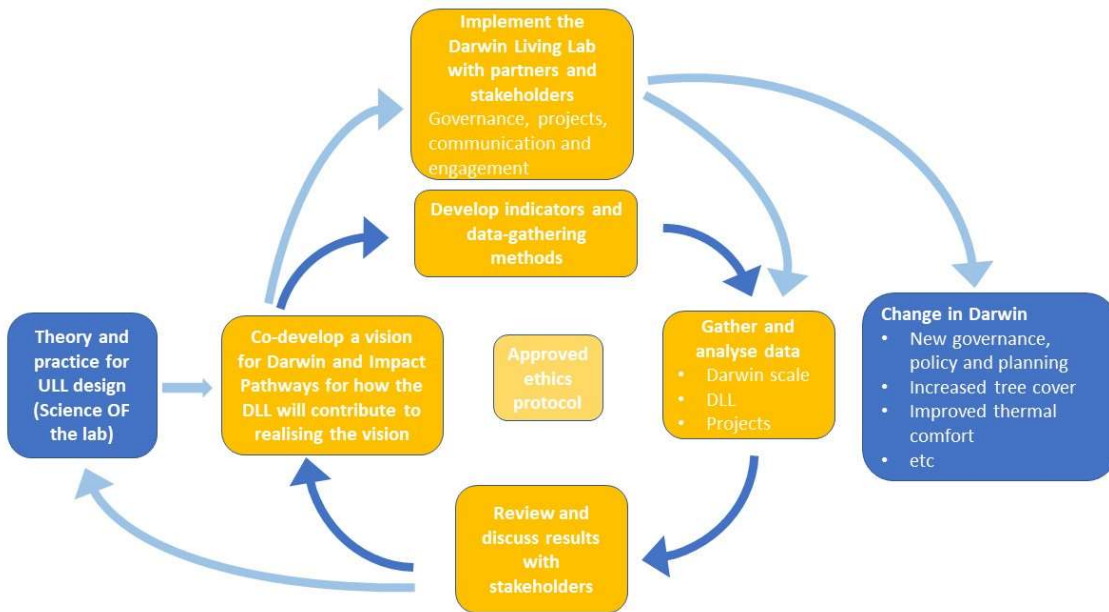 Implement the
Darwin Living Lab
with partners and
stakeholders
Governance, projects,
communication and
engagement
Develop indicators and
data-gathering
methods
Theory and
practice for
ULL design
(Science OF
the lab)
Co-develop a vision
for Darwin and Impact
Pathways for how the
DLL will contribute to
realising the vision
Approved
ethics
protocol
Gather and
analyse data
• Darwin scale
• DLL
• Projects
Change in Darwin
• New governance,
policy and planning
• Increased tree cover
• Improved thermal
comfort
• etc
Review and
discuss results
with
stakeholders